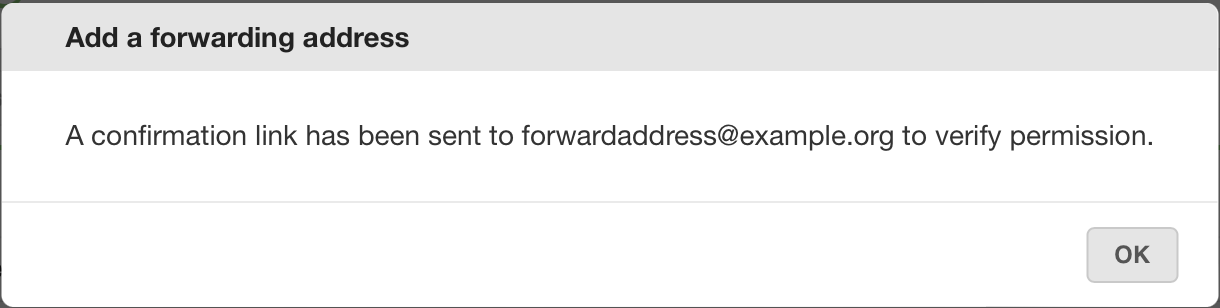 Add a forwarding address
A confirmation link has been sent to forwardaddress@example.org to verify permission.
OK